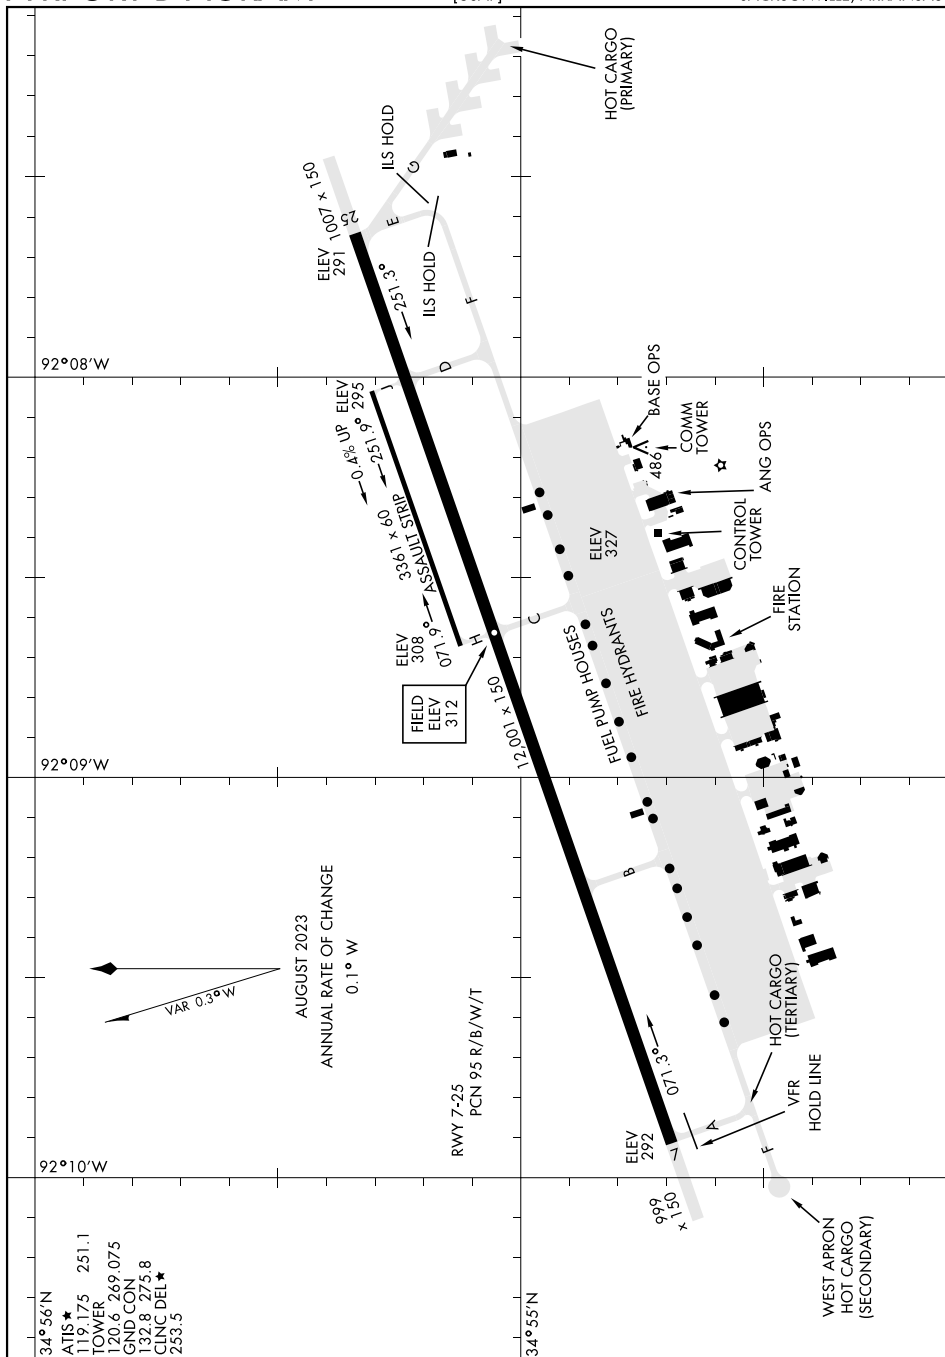 [USAF]
HOT CARGO
(PRIMARY)
ILS HOLD
G
1007 × 150
25
E
ELEV
291
251.3°
ILS HOLD
F
92°08'W
D
J
ELEV
295
0.4% UP
251.9°
3361 × 60
ASSAULT STRIP
071.9°
ELEV
308
H
BASE OPS
COMM
TOWER
486
ANG OPS
CONTROL
TOWER
ELEV
327
FIRE
STATION
C
FUEL PUMP HOUSES
FIRE HYDRANTS
FIELD
ELEV
312
12,001 × 150
92°09'W
B
VAR 0.3° W
AUGUST 2023
ANNUAL RATE OF CHANGE
0.1° W
RWY 7-25
PCN 95 R/B/W/T
071.3°
HOT CARGO
(TERTIARY)
VFR
HOLD LINE
A
F
ELEV
292
7
92°10'W
999
× 150
WEST APRON
HOT CARGO
(SECONDARY)
34°56'N
ATIS ★
119.175 251.1
TOWER
120.6 269.075
GND CON
132.8 275.8
CLNC DEL ★
253.5
34°55'N